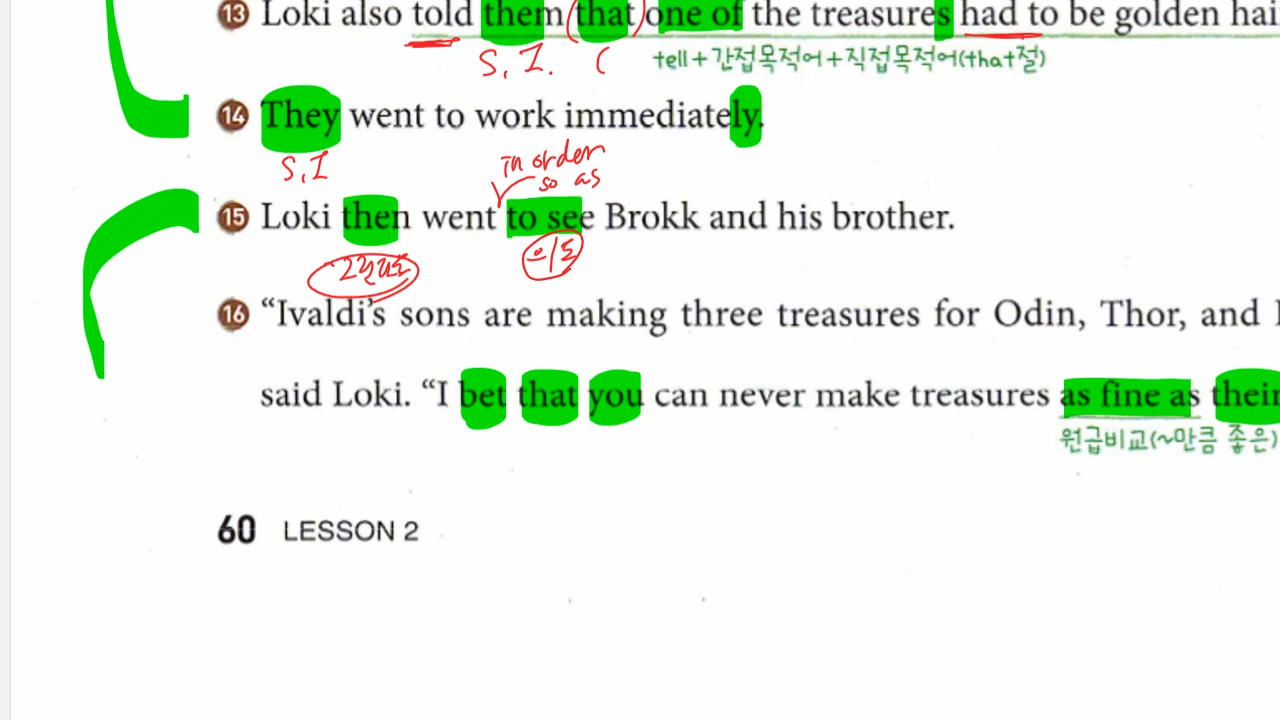 ⑬ Loki also told them (that) one of the treasures had to be golden hai
S, I. (
tell+간접목적어+직접목적어(that절)
⑭ They went to work immediately.
S, I
in order
so as
⑮ Loki then went to see Brokk and his brother.
의도
⑯ “Ivaldi’s sons are making three treasures for Odin, Thor, and
said Loki. “I bet that you can never make treasures as fine as their
원급비교(~만큼 좋은)
60 LESSON 2